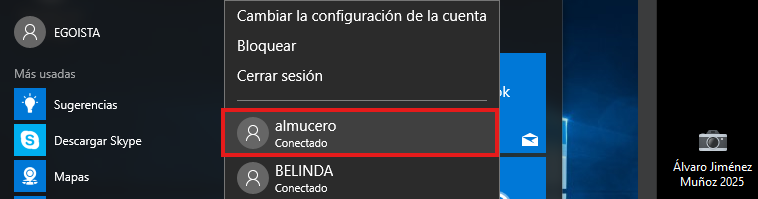 EGOISTA
Más usadas
Sugerencias
Descargar Skype
Mapas
Cambiar la configuración de la cuenta
Bloquear
Cerrar sesión
almucero
Conectado
BELINDA
Conectado
ok
Álvaro Jiménez
Muñoz 2025